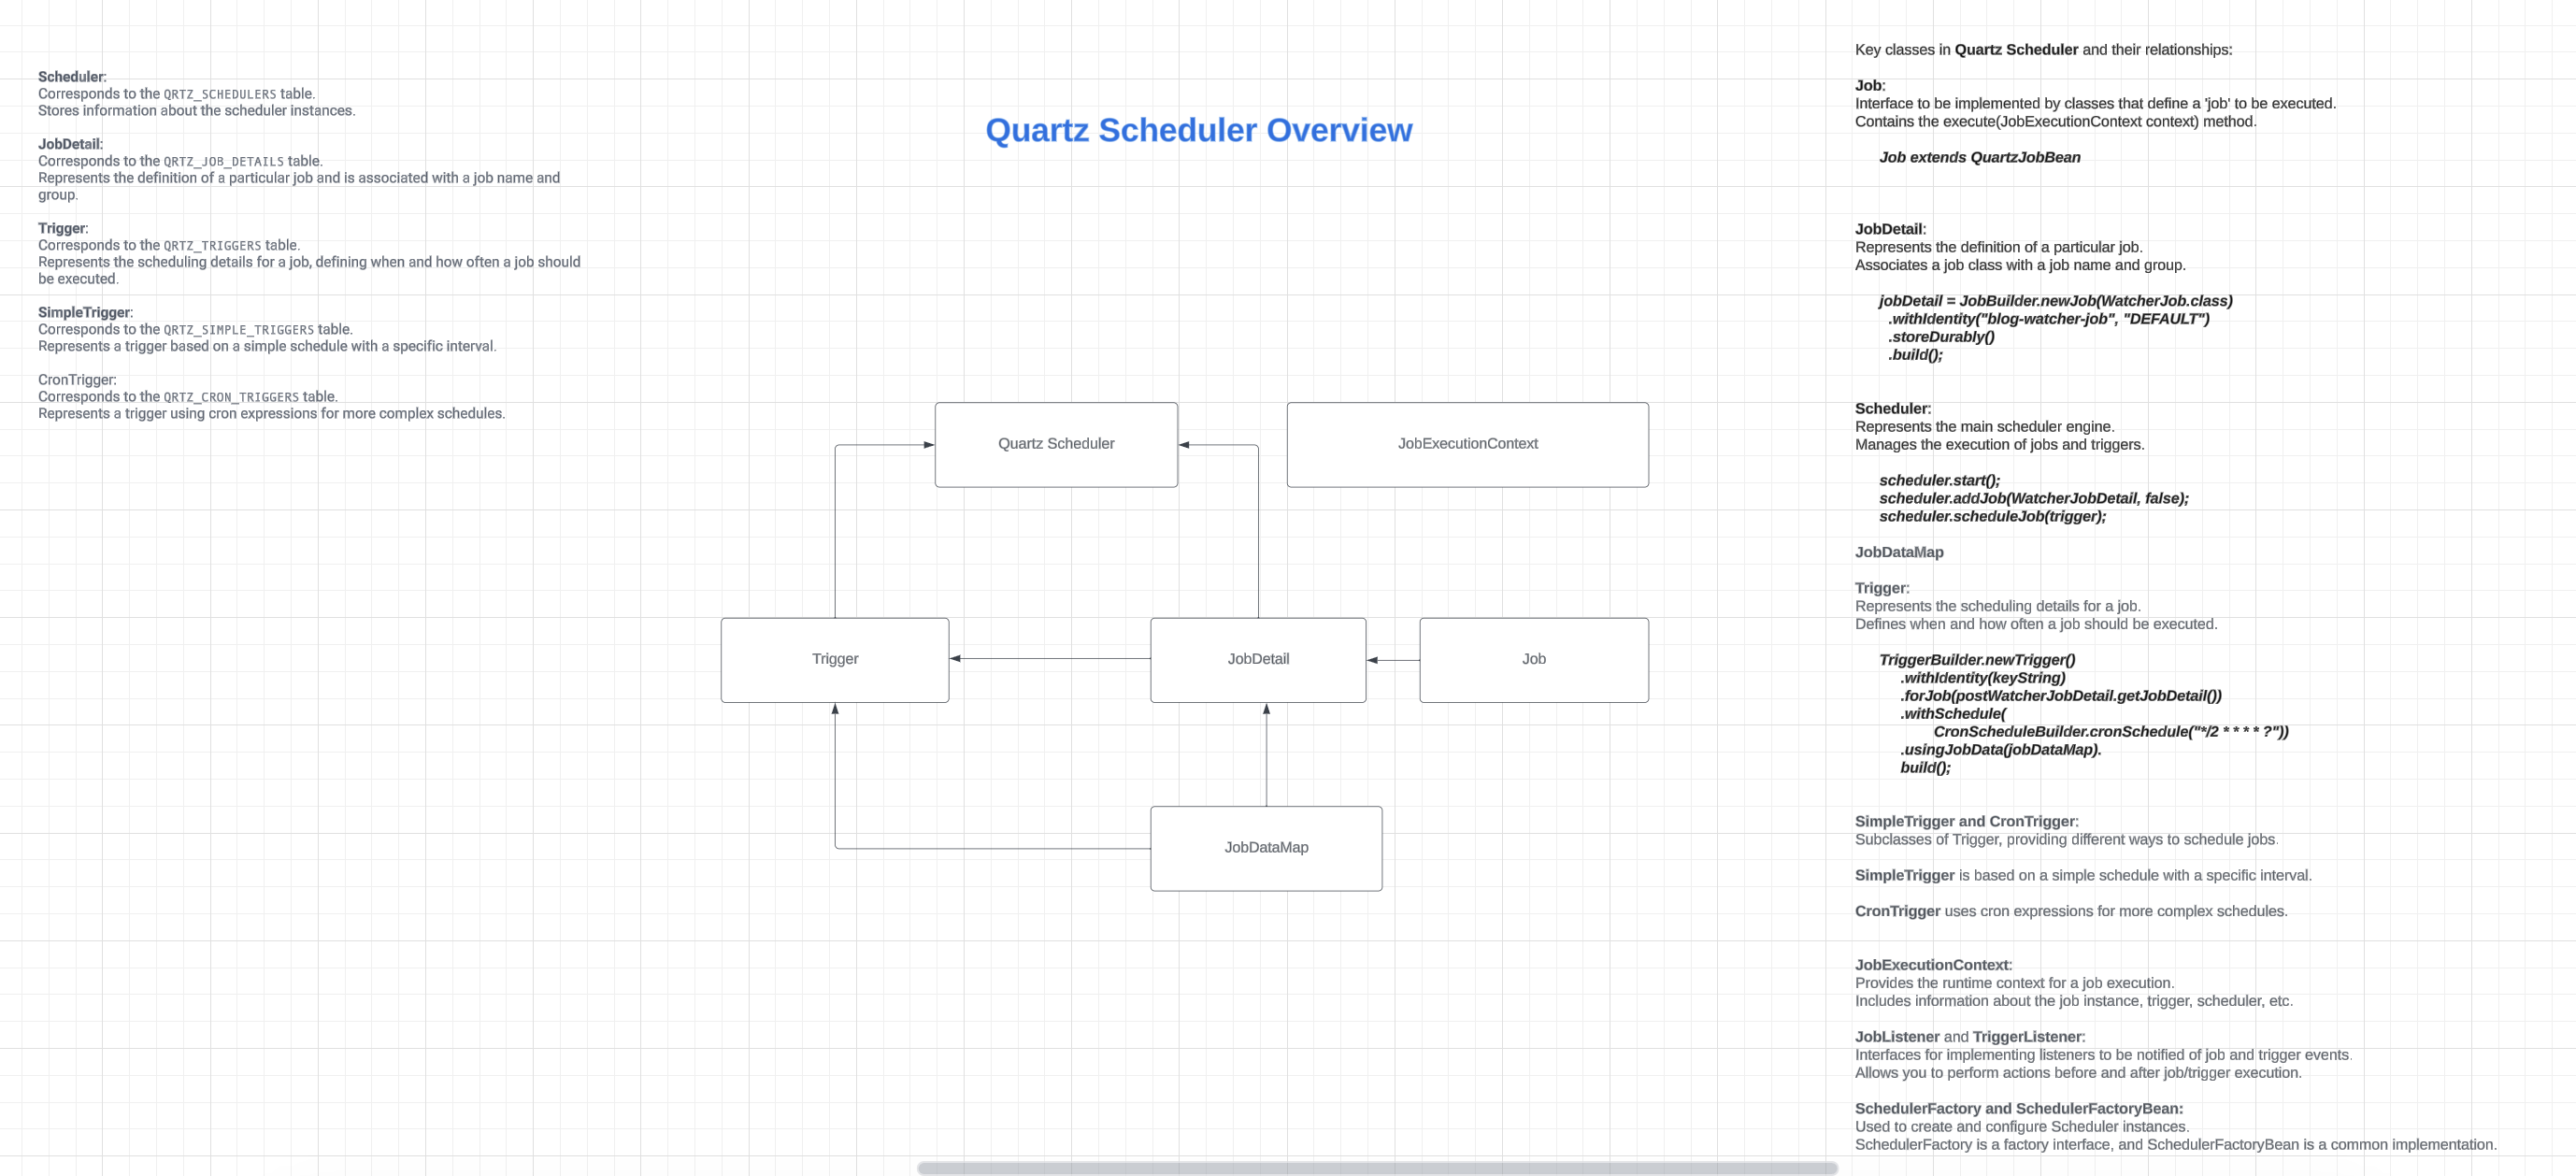 Scheduler:
Corresponds to the QRTZ_SCHEDULERS table.
Stores information about the scheduler instances.
JobDetail:
Corresponds to the QRTZ_JOB_DETAILS table.
Represents the definition of a particular job and is associated with a job name and
group.
Trigger:
Corresponds to the QRTZ_TRIGGERS table.
Represents the scheduling details for a job, defining when and how often a job should
be executed.
SimpleTrigger:
Corresponds to the QRTZ_SIMPLE_TRIGGERS table.
Represents a trigger based on a simple schedule with a specific interval.
CronTrigger:
Corresponds to the QRTZ_CRON_TRIGGERS table.
Represents a trigger using cron expressions for more complex schedules.
Quartz Scheduler Overview
Quartz Scheduler
JobExecutionContext
Trigger
JobDetail
Job
JobDataMap
Key classes in Quartz Scheduler and their relationships:
Job:
Interface to be implemented by classes that define a 'job' to be executed.
Contains the execute(JobExecutionContext context) method.
Job extends QuartzJobBean
JobDetail:
Represents the definition of a particular job.
Associates a job class with a job name and group.
jobDetail = JobBuilder.newJob(WatcherJob.class)
.withIdentity("blog-watcher-job", "DEFAULT")
.storeDurably()
.build();
Scheduler:
Represents the main scheduler engine.
Manages the execution of jobs and triggers.
scheduler.start();
scheduler.addJob(WatcherJobDetail, false);
scheduler.scheduleJob(trigger);
JobDataMap
Trigger:
Represents the scheduling details for a job.
Defines when and how often a job should be executed.
TriggerBuilder.newTrigger()
.withIdentity(keyString)
.forJob(postWatcherJobDetail.getJobDetail())
.withSchedule(
CronScheduleBuilder.cronSchedule("*/2 * * * * ?"))
.usingJobData(jobDataMap).
build();
SimpleTrigger and CronTrigger:
Subclasses of Trigger, providing different ways to schedule jobs.
SimpleTrigger is based on a simple schedule with a specific interval.
CronTrigger uses cron expressions for more complex schedules.
JobExecutionContext:
Provides the runtime context for a job execution.
Includes information about the job instance, trigger, scheduler, etc.
JobListener and TriggerListener:
Interfaces for implementing listeners to be notified of job and trigger events.
Allows you to perform actions before and after job/trigger execution.
SchedulerFactory and SchedulerFactoryBean:
Used to create and configure Scheduler instances.
SchedulerFactory is a factory interface, and SchedulerFactoryBean is a common implementation.